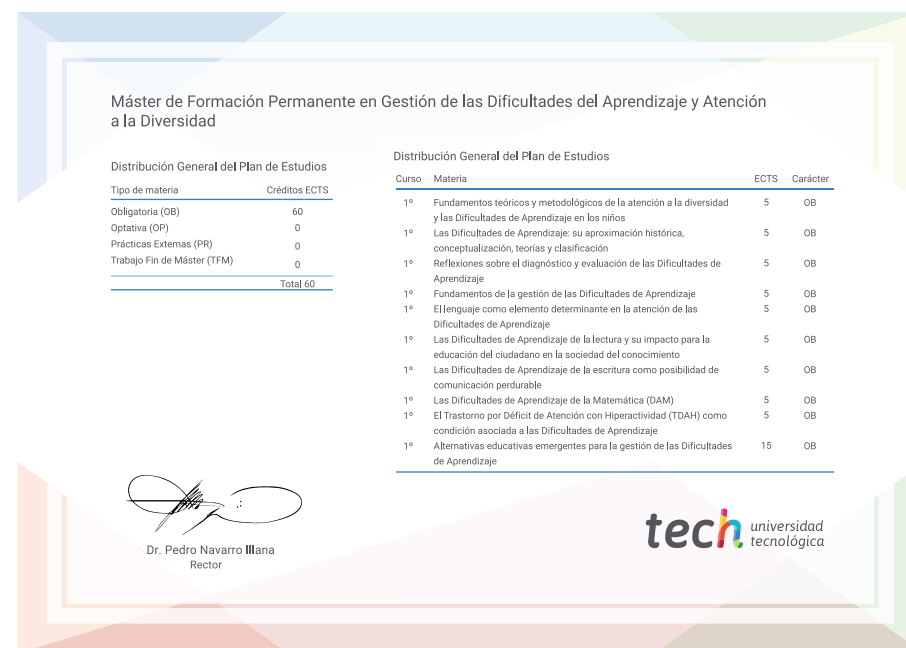 Máster de Formación Permanente en Gestión de las Dificultades del Aprendizaje y Atención
a la Diversidad
Distribución General del Plan de Estudios
Tipo de materia Créditos ECTS
Obligatoria (OB) 60
Optativa (OP) 0
Prácticas Externas (PR) 0
Trabajo Fin de Máster (TFM) 0
Total 60
Distribución General del Plan de Estudios
Curso Materia ECTS Carácter
1º Fundamentos teóricos y metodológicos de la atención a la diversidad 5 OB
y las Dificultades de Aprendizaje en los niños
1º Las Dificultades de Aprendizaje: su aproximación histórica, 5 OB
conceptualización, teorías y clasificación
1º Reflexiones sobre el diagnóstico y evaluación de las Dificultades de 5 OB
Aprendizaje
1º Fundamentos de la gestión de las Dificultades de Aprendizaje 5 OB
1º El lenguaje como elemento determinante en la atención de las 5 OB
Dificultades de Aprendizaje
1º Las Dificultades de Aprendizaje de la lectura y su impacto para la 5 OB
educación del ciudadano en la sociedad del conocimiento
1º Las Dificultades de Aprendizaje de la escritura como posibilidad de 5 OB
comunicación perdurable
1º Las Dificultades de Aprendizaje de la Matemática (DAM) 5 OB
1º El Trastorno por Déficit de Atención con Hiperactividad (TDAH) como 5 OB
condición asociada a las Dificultades de Aprendizaje
1º Alternativas educativas emergentes para la gestión de las Dificultades 15 OB
de Aprendizaje
Dr. Pedro Navarro Illana
Rector
tech universidad
tecnológica